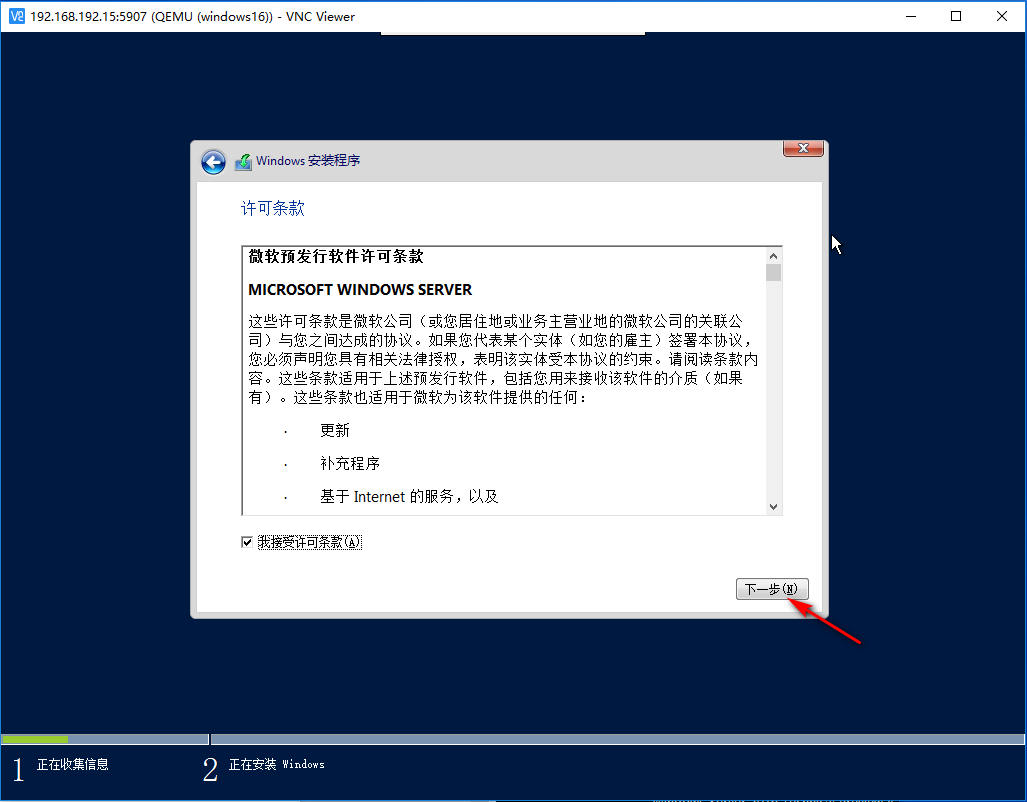 192.168.192.15:5907 (QEMU (windows16)) - VNC Viewer
Windows 安装程序
许可条款
微软预发行软件许可条款
MICROSOFT WINDOWS SERVER
这些许可条款是微软公司（或您居住地或业务主营业地的微软公司的关联公
司）与您之间达成的协议。如果您代表某个实体（如您的雇主）签署本协议，
您必须声明您具有相关法律授权，表明该实体受本协议的约束。请阅读条款内
容。这些条款适用于上述预发行软件，包括您用来接收该软件的介质（如果
有）。这些条款也适用于微软为该软件提供的任何：
· 更新
· 补充程序
· 基于 Internet 的服务，以及
我接受许可条款(A)
下一步(N)
1 正在收集信息
2 正在安装 Windows